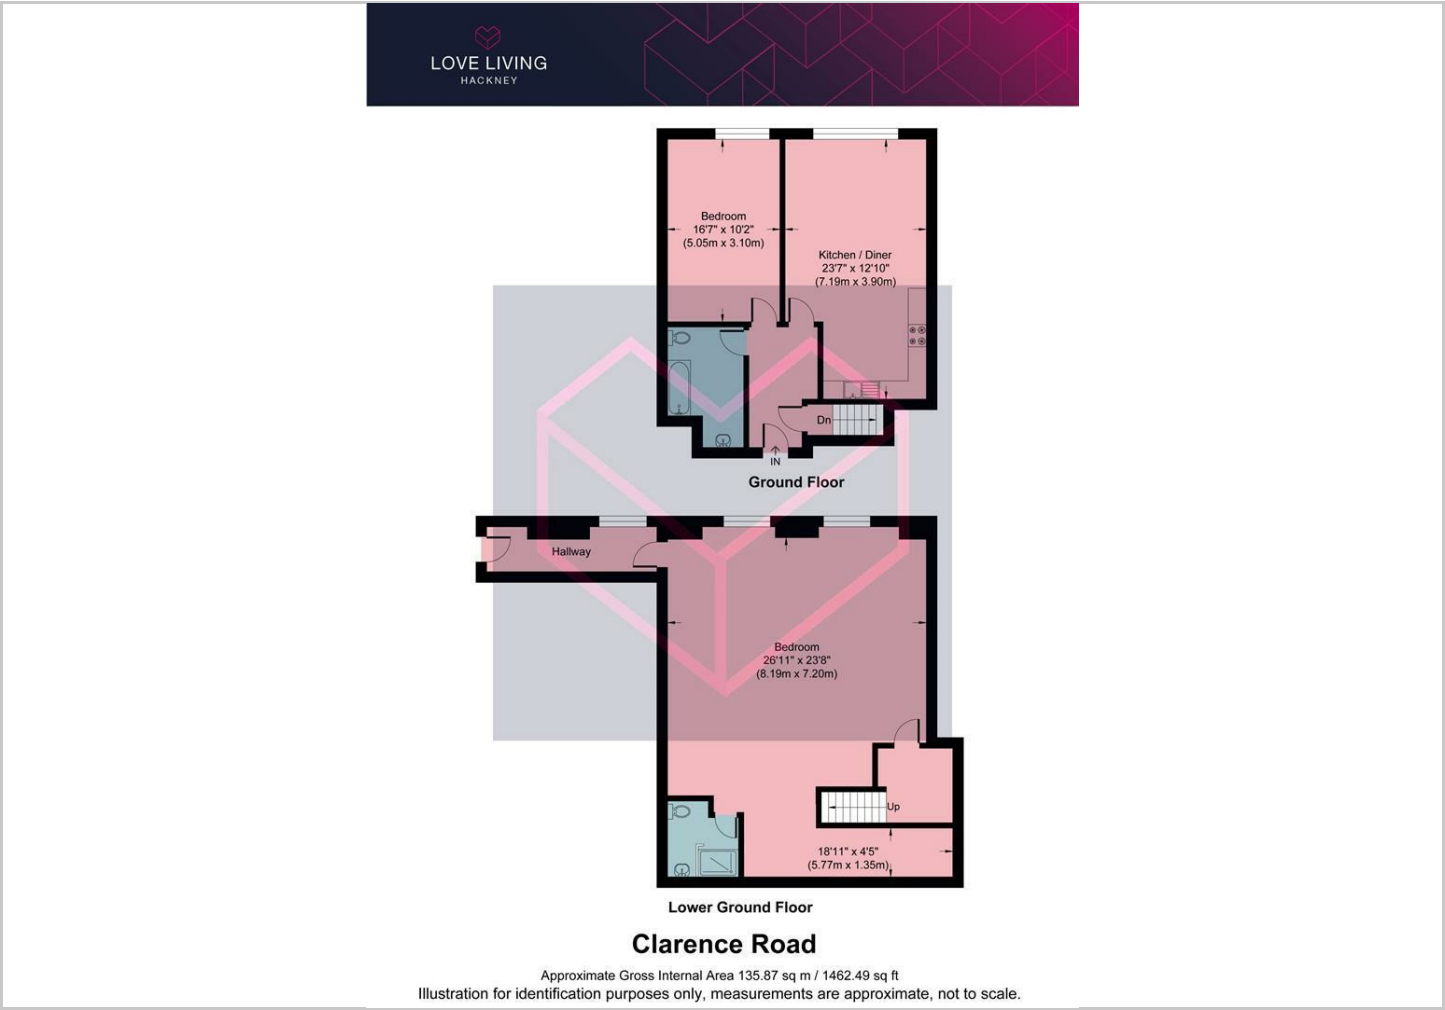 LOVE LIVING
HACKNEY
Bedroom
16'7" x 10'2"
(5.05m x 3.10m)
Kitchen / Diner
23'7" x 12'10"
(7.19m x 3.90m)
Dn
IN
Ground Floor
Hallway
Bedroom
26'11" x 23'8"
(8.19m x 7.20m)
Up
18'11" x 4'5"
(5.77m x 1.35m)
Lower Ground Floor
Clarence Road
Approximate Gross Internal Area 135.87 sq m / 1462.49 sq ft
Illustration for identification purposes only, measurements are approximate, not to scale.